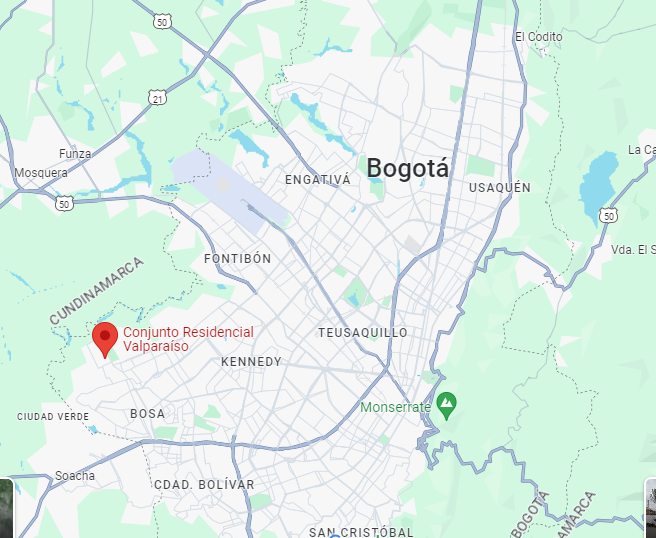 50
El Codito
21
Funza
Mosquera
50
ENGATIVÁ
Bogotá
USAQUÉN
La Ca
50
Vda. El S
FONTIBÓN
CUNDINAMARCA
Conjunto Residencial
Valparaíso
TEUSAQUILLO
KENNEDY
CIUDAD VERDE
BOSA
Monserrate
Soacha
CDAD. BOLÍVAR
SAN CRISTÓBAL
BOGOTÁ
AMARCA